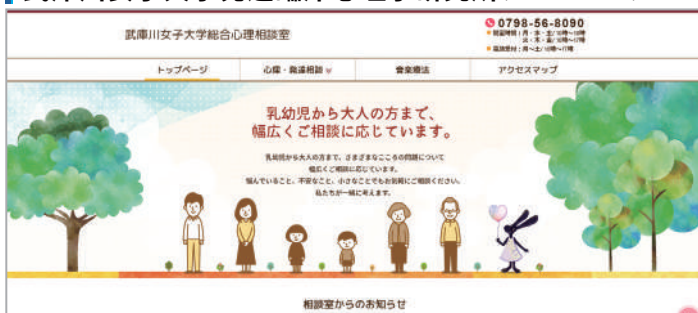 武庫川女子大学総合心理相談室
0798-56-8090
トップページ
心理・発達相談
音楽療法
アクセスマップ
乳幼児から大人の方まで、
幅広くご相談に応じています。
乳幼児から大人の方まで、さまざまなこころの問題について
幅広くご相談に応じています。
悩んでいること、不安なこと、小さなことでもお気軽にご相談ください。
私たちが一緒に考えます。
相談室からのお知らせ